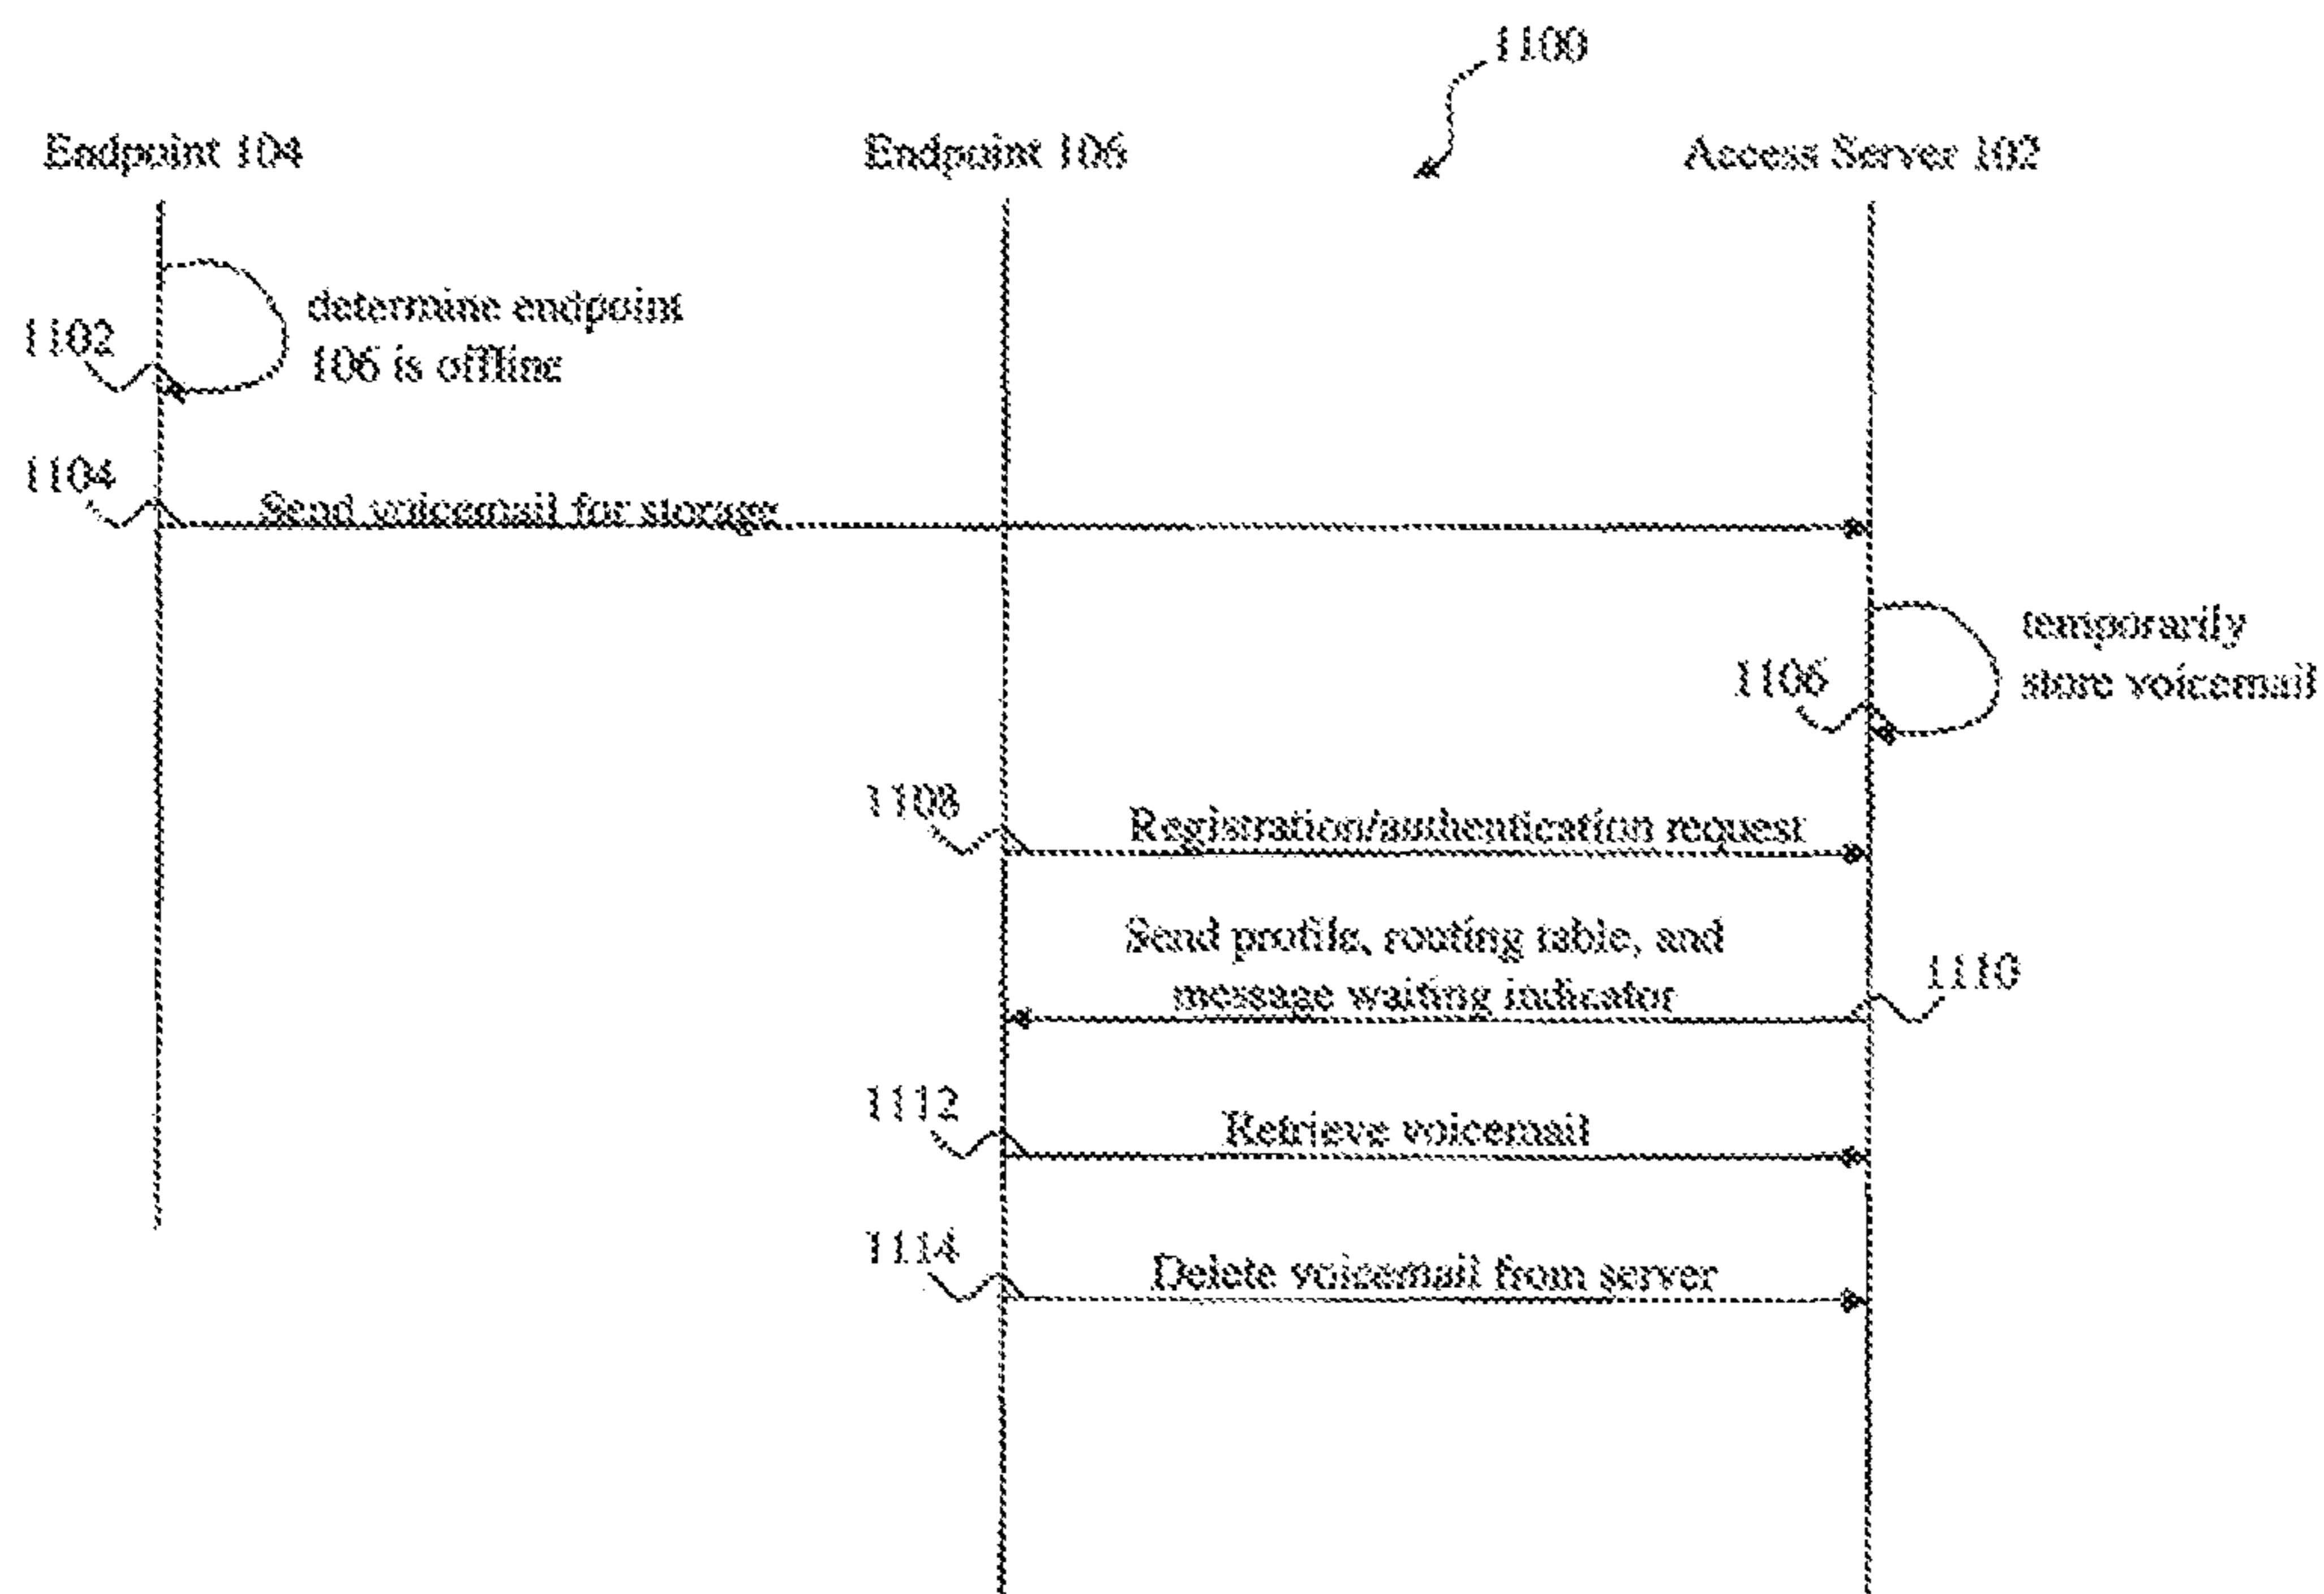 1100
Endpoint 104
Endpoint 106
Access Server 102
determine endpoint
106 is offline
1102
1104
Send voicemail for storage
temporarily
store voicemail
1106
1108
Registration/authentication request
Send profile, routing table, and
message waiting indicator
1110
1112
Retrieve voicemail
1114
Delete voicemail from server